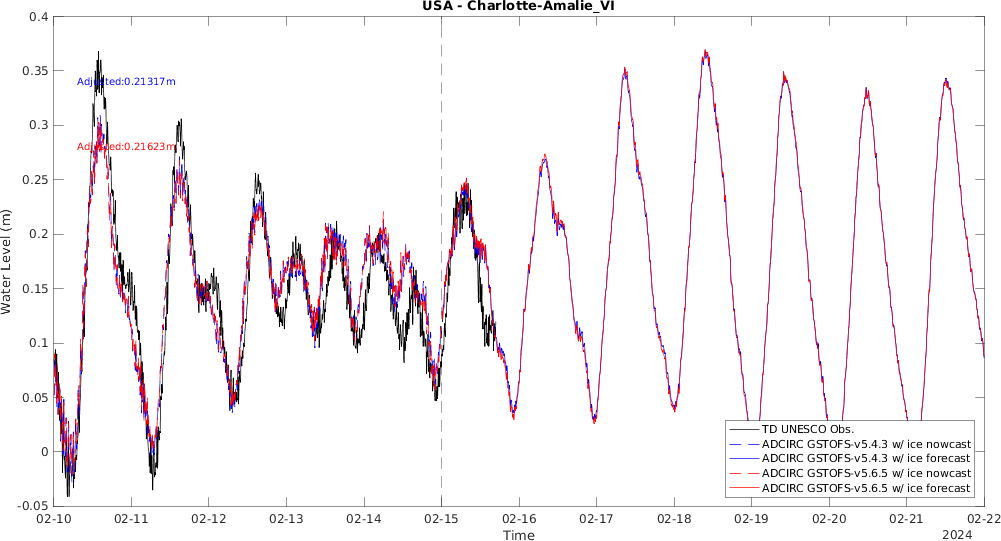 USA - Charlotte-Amalie_VI
Water Level (m)
0.4
0.35
0.3
0.25
0.2
0.15
0.1
0.05
0
-0.05
Adjusted:0.21317m
Adjusted:0.21623m
TD UNESCO Obs.
ADCIRC GSTOFS-v5.4.3 w/ ice nowcast
ADCIRC GSTOFS-v5.4.3 w/ ice forecast
ADCIRC GSTOFS-v5.6.5 w/ ice nowcast
ADCIRC GSTOFS-v5.6.5 w/ ice forecast
02-10 02-11 02-12 02-13 02-14 02-15 02-16 02-17 02-18 02-19 02-20 02-21 02-22
Time
2024